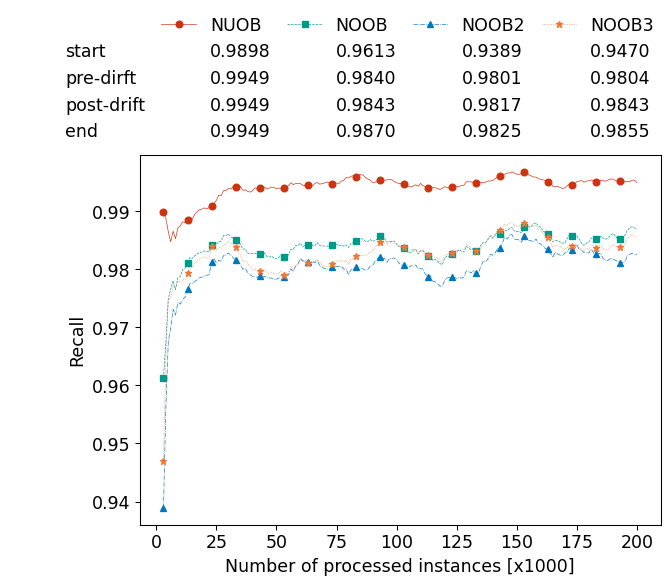 NUOB NOOB NOOB2 NOOB3
start 0.9898 0.9613 0.9389 0.9470
pre-dirft 0.9949 0.9840 0.9801 0.9804
post-drift 0.9949 0.9843 0.9817 0.9843
end 0.9949 0.9870 0.9825 0.9855
0.99
0.98
0.97
0.96
0.95
0.94
Recall
0 25 50 75 100 125 150 175 200
Number of processed instances [x1000]